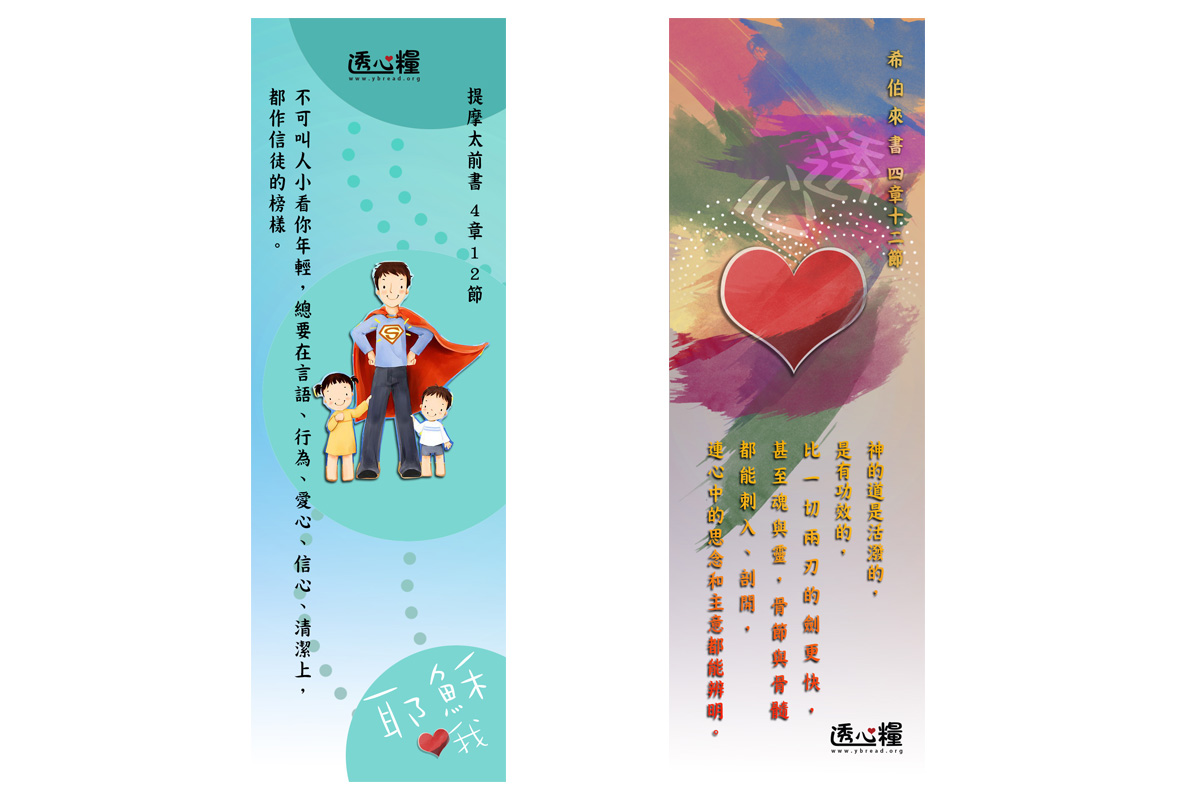 透心糧
www.ybread.org
提摩太前書 4章12節
不可叫人小看你年輕，總要在言語、行為、愛心、信心、清潔上，
都作信徒的榜樣。
耶穌
我
希伯來書 四章十二節
透心
神的道是活潑的，
是有功效的，
比一切兩刃的劍更快，
甚至魂與靈，骨節與骨髓
都能刺入、剖開，
連心中的思念和主意都能辨明。
透心糧
www.ybread.org